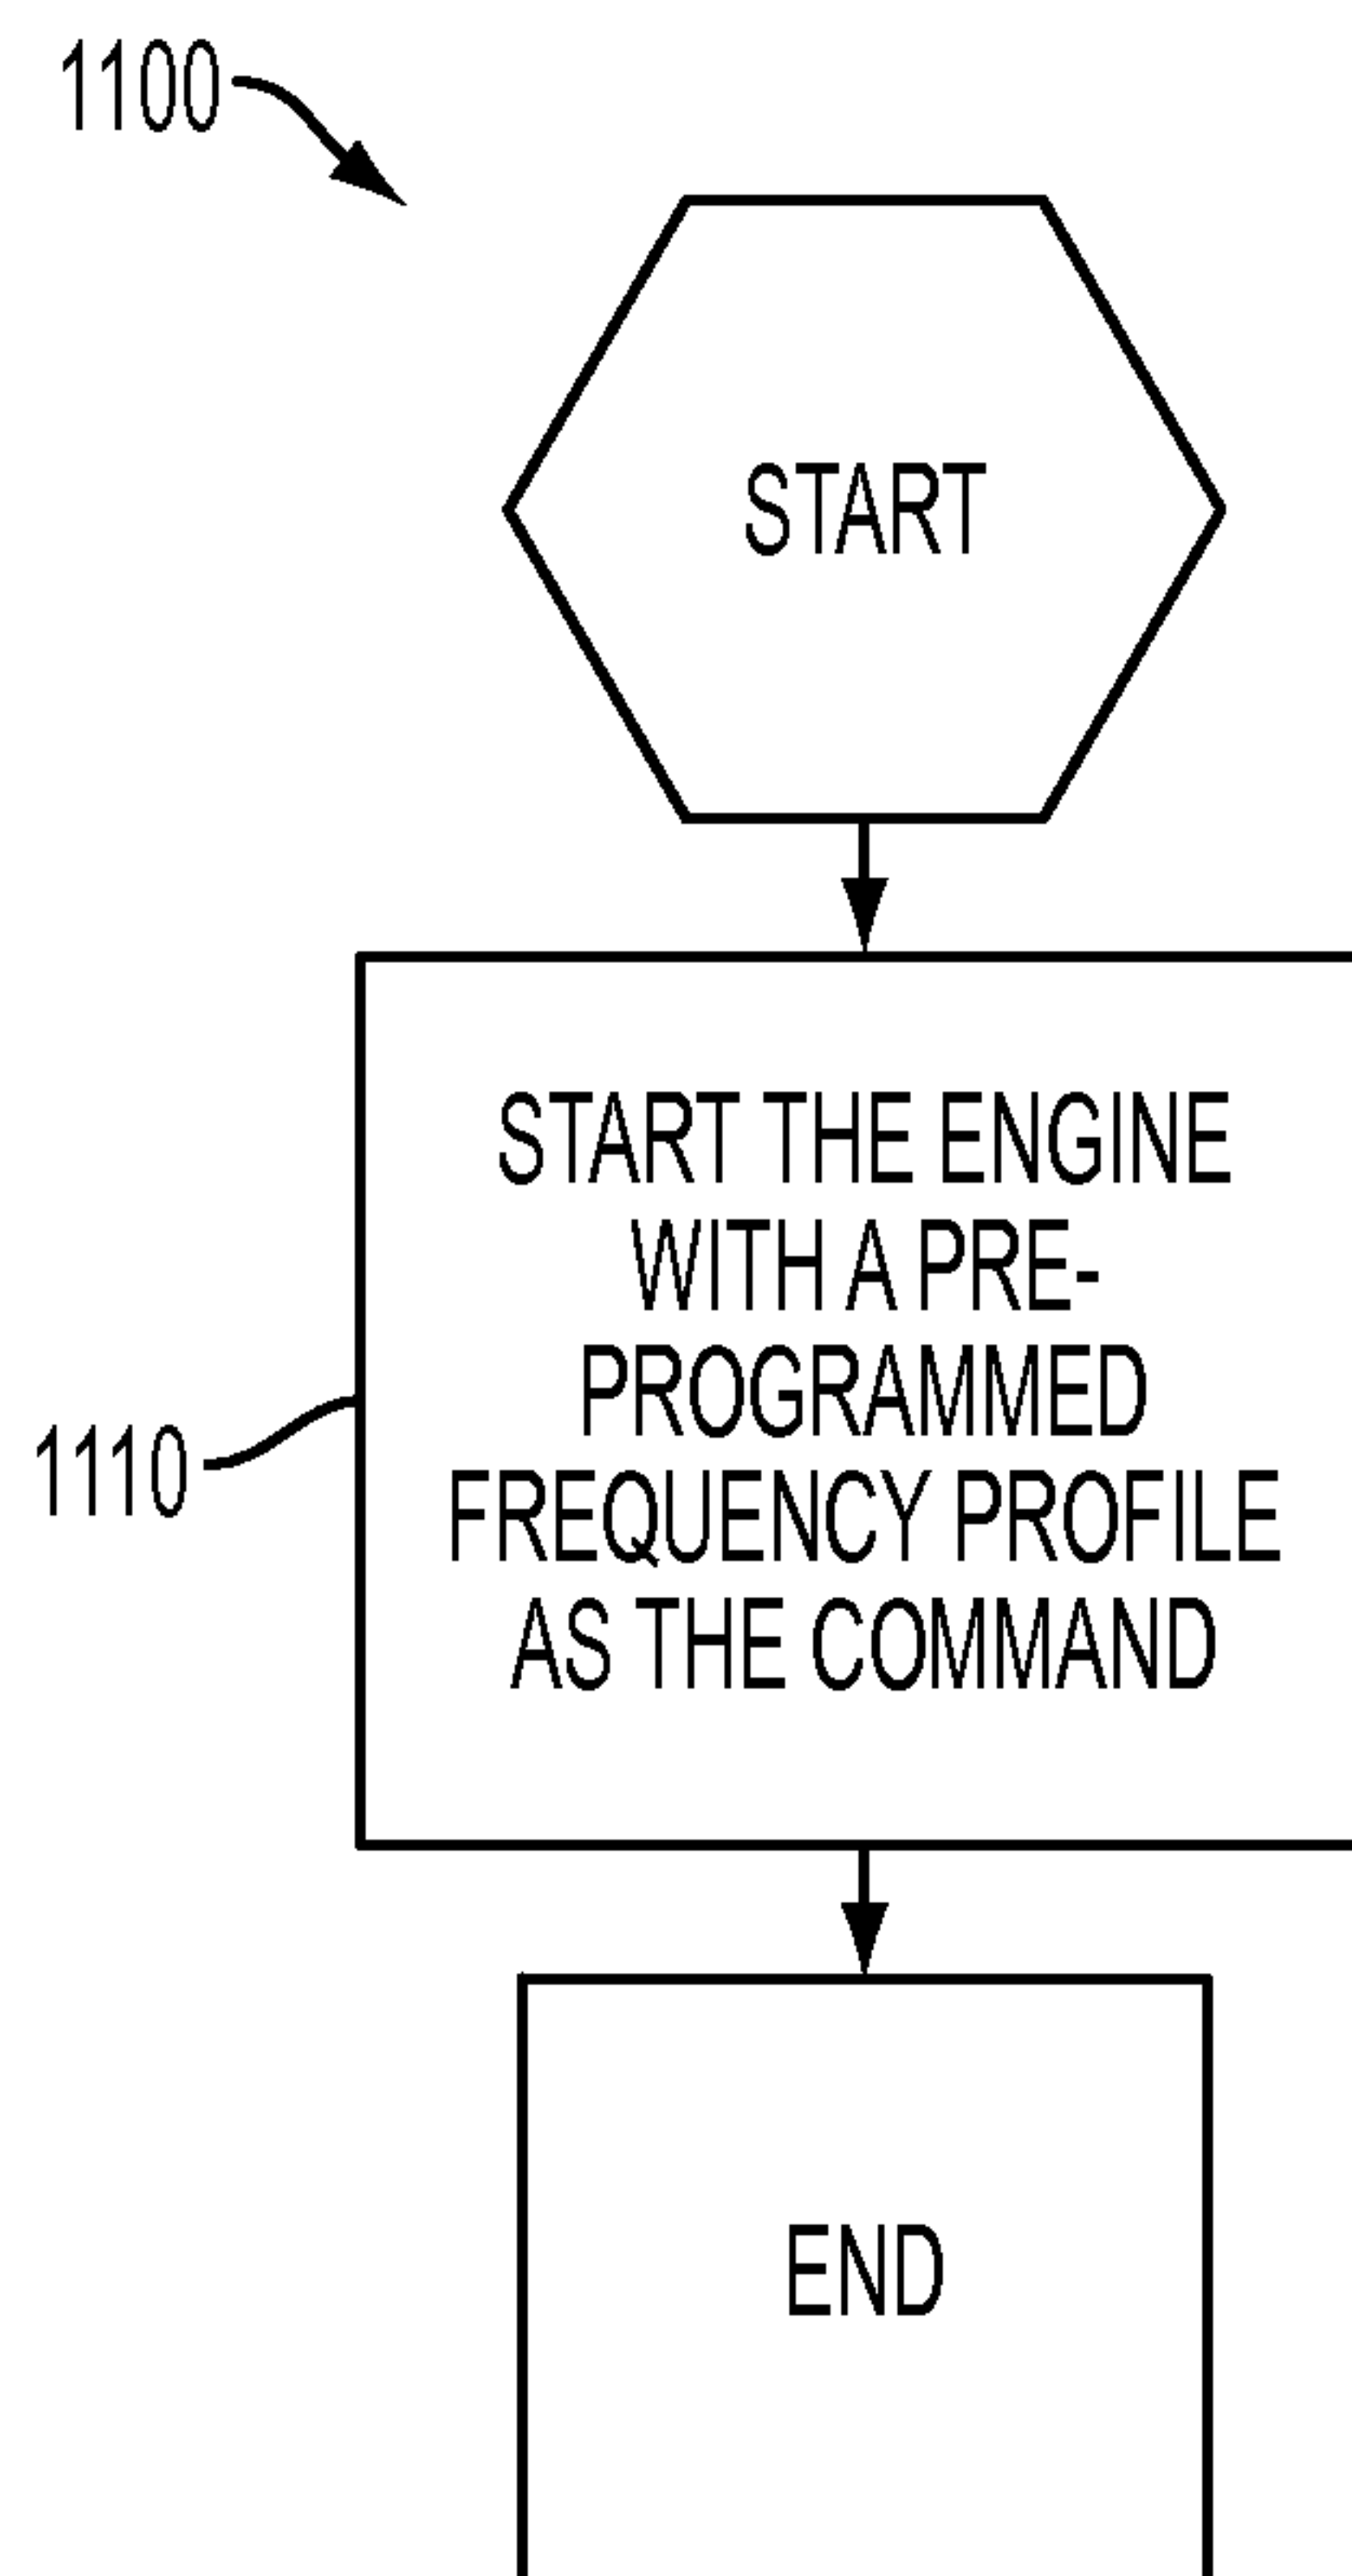 1100
START
START THE ENGINE
WITH A PRE-
PROGRAMMED
FREQUENCY PROFILE
AS THE COMMAND
1110
END